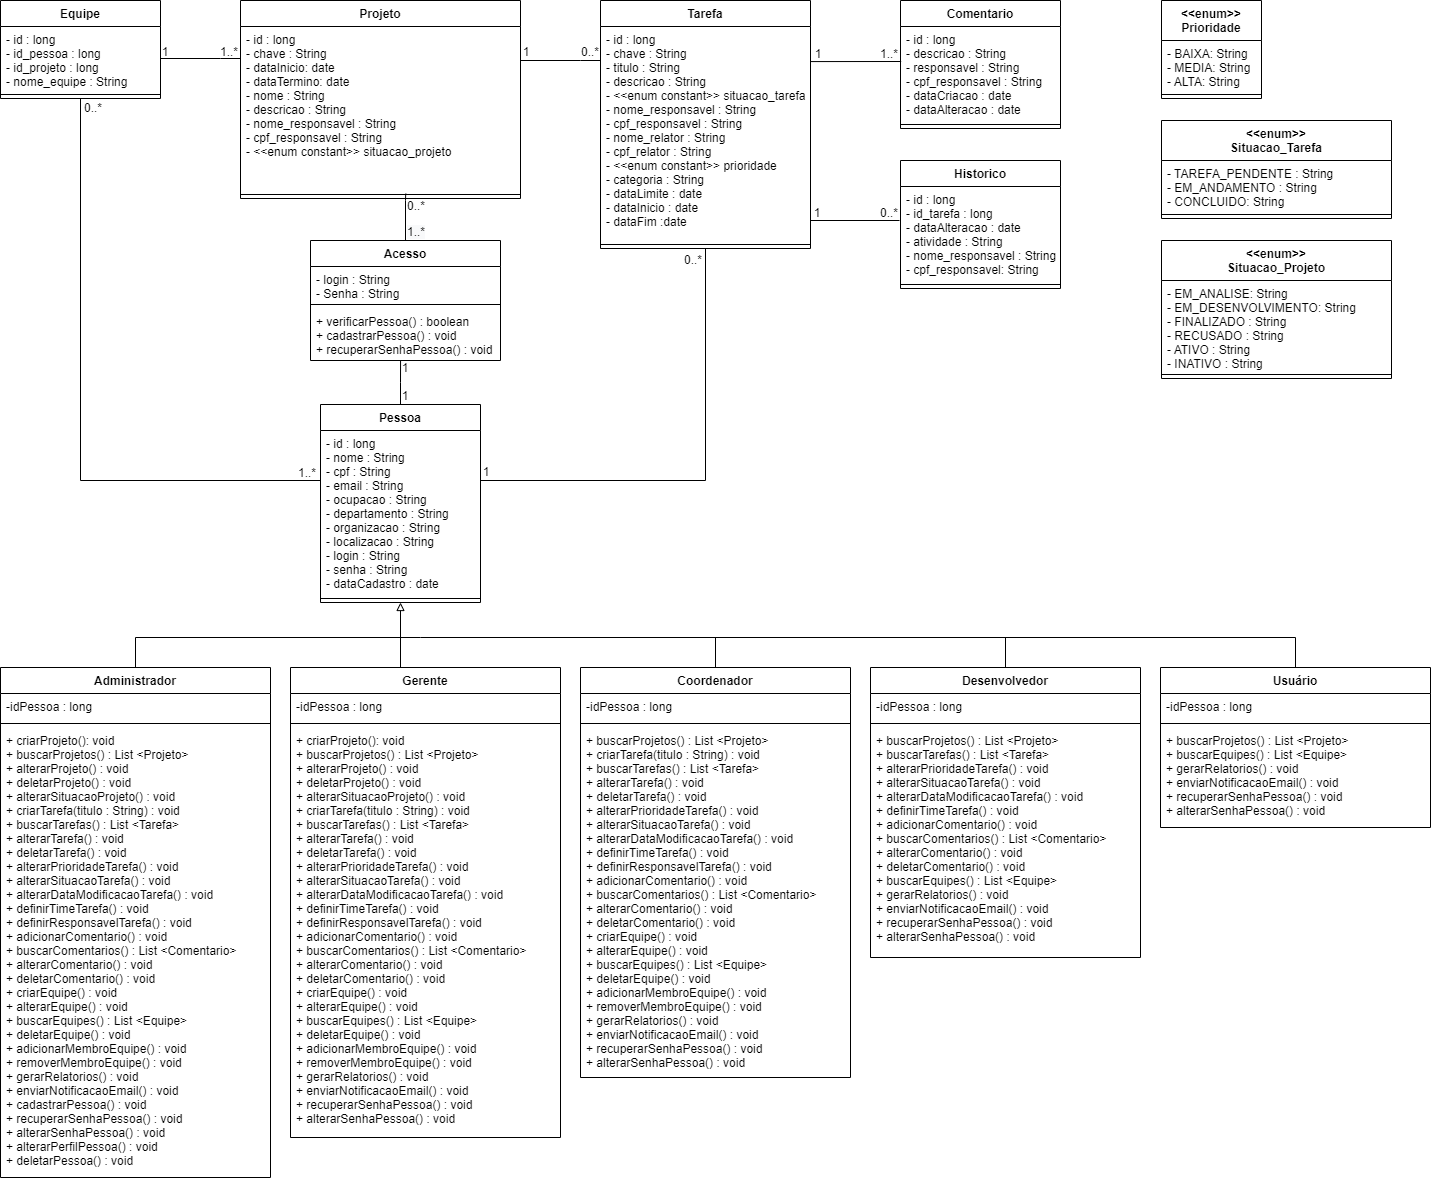 Equipe
- id : long
- id_pessoa : long
- id_projeto : long
- nome_equipe : String
1
1..*
0..*
Projeto
- id : long
- chave : String
- dataInicio: date
- dataTermino: date
- nome : String
- descricao : String
- nome_responsável : String
- cpf_responsavel : String
- <<enum constant>> situacao_projeto
1
0..*
0..*
1..*
Tarefa
- id : long
- chave : String
- titulo : String
- descricao : String
- <<enum constant>> situacao_tarefa
- nome_responsavel : String
- cpf_responsavel : String
- nome_relator : String
- cpf_relator : String
- <<enum constant>> prioridade
- categoria : String
- dataLimite : date
- dataInicio : date
- dataFim :date
1
1..*
1
0..*
0..*
Comentario
- id : long
- descricao : String
- responsavel : String
- cpf_responsavel : String
- dataCriacao : date
- dataAlteracao : date
Historico
- id : long
- id_tarefa : long
- dataAlteracao : date
- atividade : String
- nome_responsavel : String
- cpf_responsavel: String
<<enum>>
Prioridade
- BAIXA: String
- MEDIA: String
- ALTA: String
<<enum>>
Situacao_Tarefa
- TAREFA_PENDENTE : String
- EM_ANDAMENTO : String
- CONCLUIDO: String
<<enum>>
Situacao_Projeto
- EM_ANALISE: String
- EM_DESENVOLVIMENTO: String
- FINALIZADO : String
- RECUSADO : String
- ATIVO : String
- INATIVO : String
Acesso
- login : String
- Senha : String
+ verificarPessoa() : boolean
+ cadastrarPessoa() : void
+ recuperarSenhaPessoa() : void
1
1
Pessoa
- id : long
- nome : String
- cpf : String
- email : String
- ocupacao : String
- departamento : String
- organizacao : String
- localizacao : String
- login : String
- senha : String
- dataCadastro : date
1..*
1
Administrador
-idPessoa : long
+ criarProjeto(): void
+ buscarProjetos() : List <Projeto>
+ alterarProjeto() : void
+ deletarProjeto() : void
+ alterarSituacaoProjeto() : void
+ criarTarefa(titulo : String) : void
+ buscarTarefas() : List <Tarefa>
+ alterarTarefa() : void
+ deletarTarefa() : void
+ alterarPrioridadeTarefa() : void
+ alterarSituacaoTarefa() : void
+ alterarDataModificacaoTarefa() : void
+ definirTimeTarefa() : void
+ definirResponsavelTarefa() : void
+ adicionarComentario() : void
+ buscarComentarios() : List <Comentario>
+ alterarComentario() : void
+ deletarComentario() : void
+ criarEquipe() : void
+ alterarEquipe() : void
+ buscarEquipes() : List <Equipe>
+ deletarEquipe() : void
+ adicionarMembroEquipe() : void
+ removerMembroEquipe() : void
+ gerarRelatorios() : void
+ enviarNotificacaoEmail() : void
+ cadastrarPessoa() : void
+ recuperarSenhaPessoa() : void
+ alterarSenhaPessoa() : void
+ alterarPerfilPessoa() : void
+ deletarPessoa() : void
Gerente
-idPessoa : long
+ criarProjeto(): void
+ buscarProjetos() : List <Projeto>
+ alterarProjeto() : void
+ deletarProjeto() : void
+ alterarSituacaoProjeto() : void
+ criarTarefa(titulo : String) : void
+ buscarTarefas() : List <Tarefa>
+ alterarTarefa() : void
+ deletarTarefa() : void
+ alterarPrioridadeTarefa() : void
+ alterarSituacaoTarefa() : void
+ alterarDataModificacaoTarefa() : void
+ definirTimeTarefa() : void
+ definirResponsavelTarefa() : void
+ adicionarComentario() : void
+ buscarComentarios() : List <Comentario>
+ alterarComentario() : void
+ deletarComentario() : void
+ criarEquipe() : void
+ alterarEquipe() : void
+ buscarEquipes() : List <Equipe>
+ deletarEquipe() : void
+ adicionarMembroEquipe() : void
+ removerMembroEquipe() : void
+ gerarRelatorios() : void
+ enviarNotificacaoEmail() : void
+ recuperarSenhaPessoa() : void
+ alterarSenhaPessoa() : void
Coordenador
-idPessoa : long
+ buscarProjetos() : List <Projeto>
+ criarTarefa(titulo : String) : void
+ buscarTarefas() : List <Tarefa>
+ alterarTarefa() : void
+ deletarTarefa() : void
+ alterarPrioridadeTarefa() : void
+ alterarSituacaoTarefa() : void
+ alterarDataModificacaoTarefa() : void
+ definirTimeTarefa() : void
+ definirResponsavelTarefa() : void
+ adicionarComentario() : void
+ buscarComentarios() : List <Comentario>
+ alterarComentario() : void
+ deletarComentario() : void
+ criarEquipe() : void
+ alterarEquipe() : void
+ buscarEquipes() : List <Equipe>
+ deletarEquipe() : void
+ adicionarMembroEquipe() : void
+ removerMembroEquipe() : void
+ gerarRelatorios() : void
+ enviarNotificacaoEmail() : void
+ recuperarSenhaPessoa() : void
+ alterarSenhaPessoa() : void
Desenvolvedor
-idPessoa : long
+ buscarProjetos() : List <Projeto>
+ buscarTarefas() : List <Tarefa>
+ alterarPrioridadeTarefa() : void
+ alterarSituacaoTarefa() : void
+ alterarDataModificacaoTarefa() : void
+ definirTimeTarefa() : void
+ adicionarComentario() : void
+ buscarComentarios() : List <Comentario>
+ alterarComentario() : void
+ deletarComentario() : void
+ buscarEquipes() : List <Equipe>
+ gerarRelatorios() : void
+ enviarNotificacaoEmail() : void
+ recuperarSenhaPessoa() : void
+ alterarSenhaPessoa() : void
Usuário
-idPessoa : long
+ buscarProjetos() : List <Projeto>
+ buscarEquipes() : List <Equipe>
+ gerarRelatorios() : void
+ enviarNotificacaoEmail() : void
+ recuperarSenhaPessoa() : void
+ alterarSenhaPessoa() : void